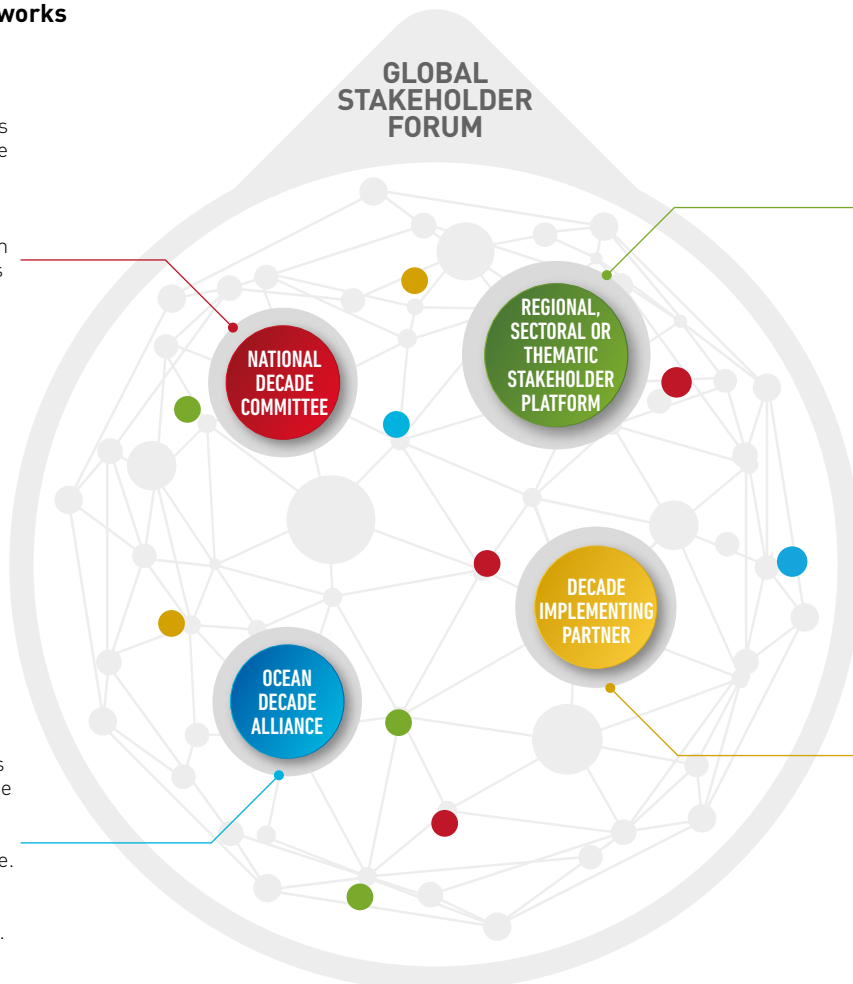 works
GLOBAL
STAKEHOLDER
FORUM
s
e
n
s
REGIONAL,
SECTORAL OR
THEMATIC
STAKEHOLDER
PLATFORM
NATIONAL
DECADE
COMMITTEE
DECADE
IMPLEMENTING
PARTNER
OCEAN
DECADE
ALLIANCE
s
e
e.
.